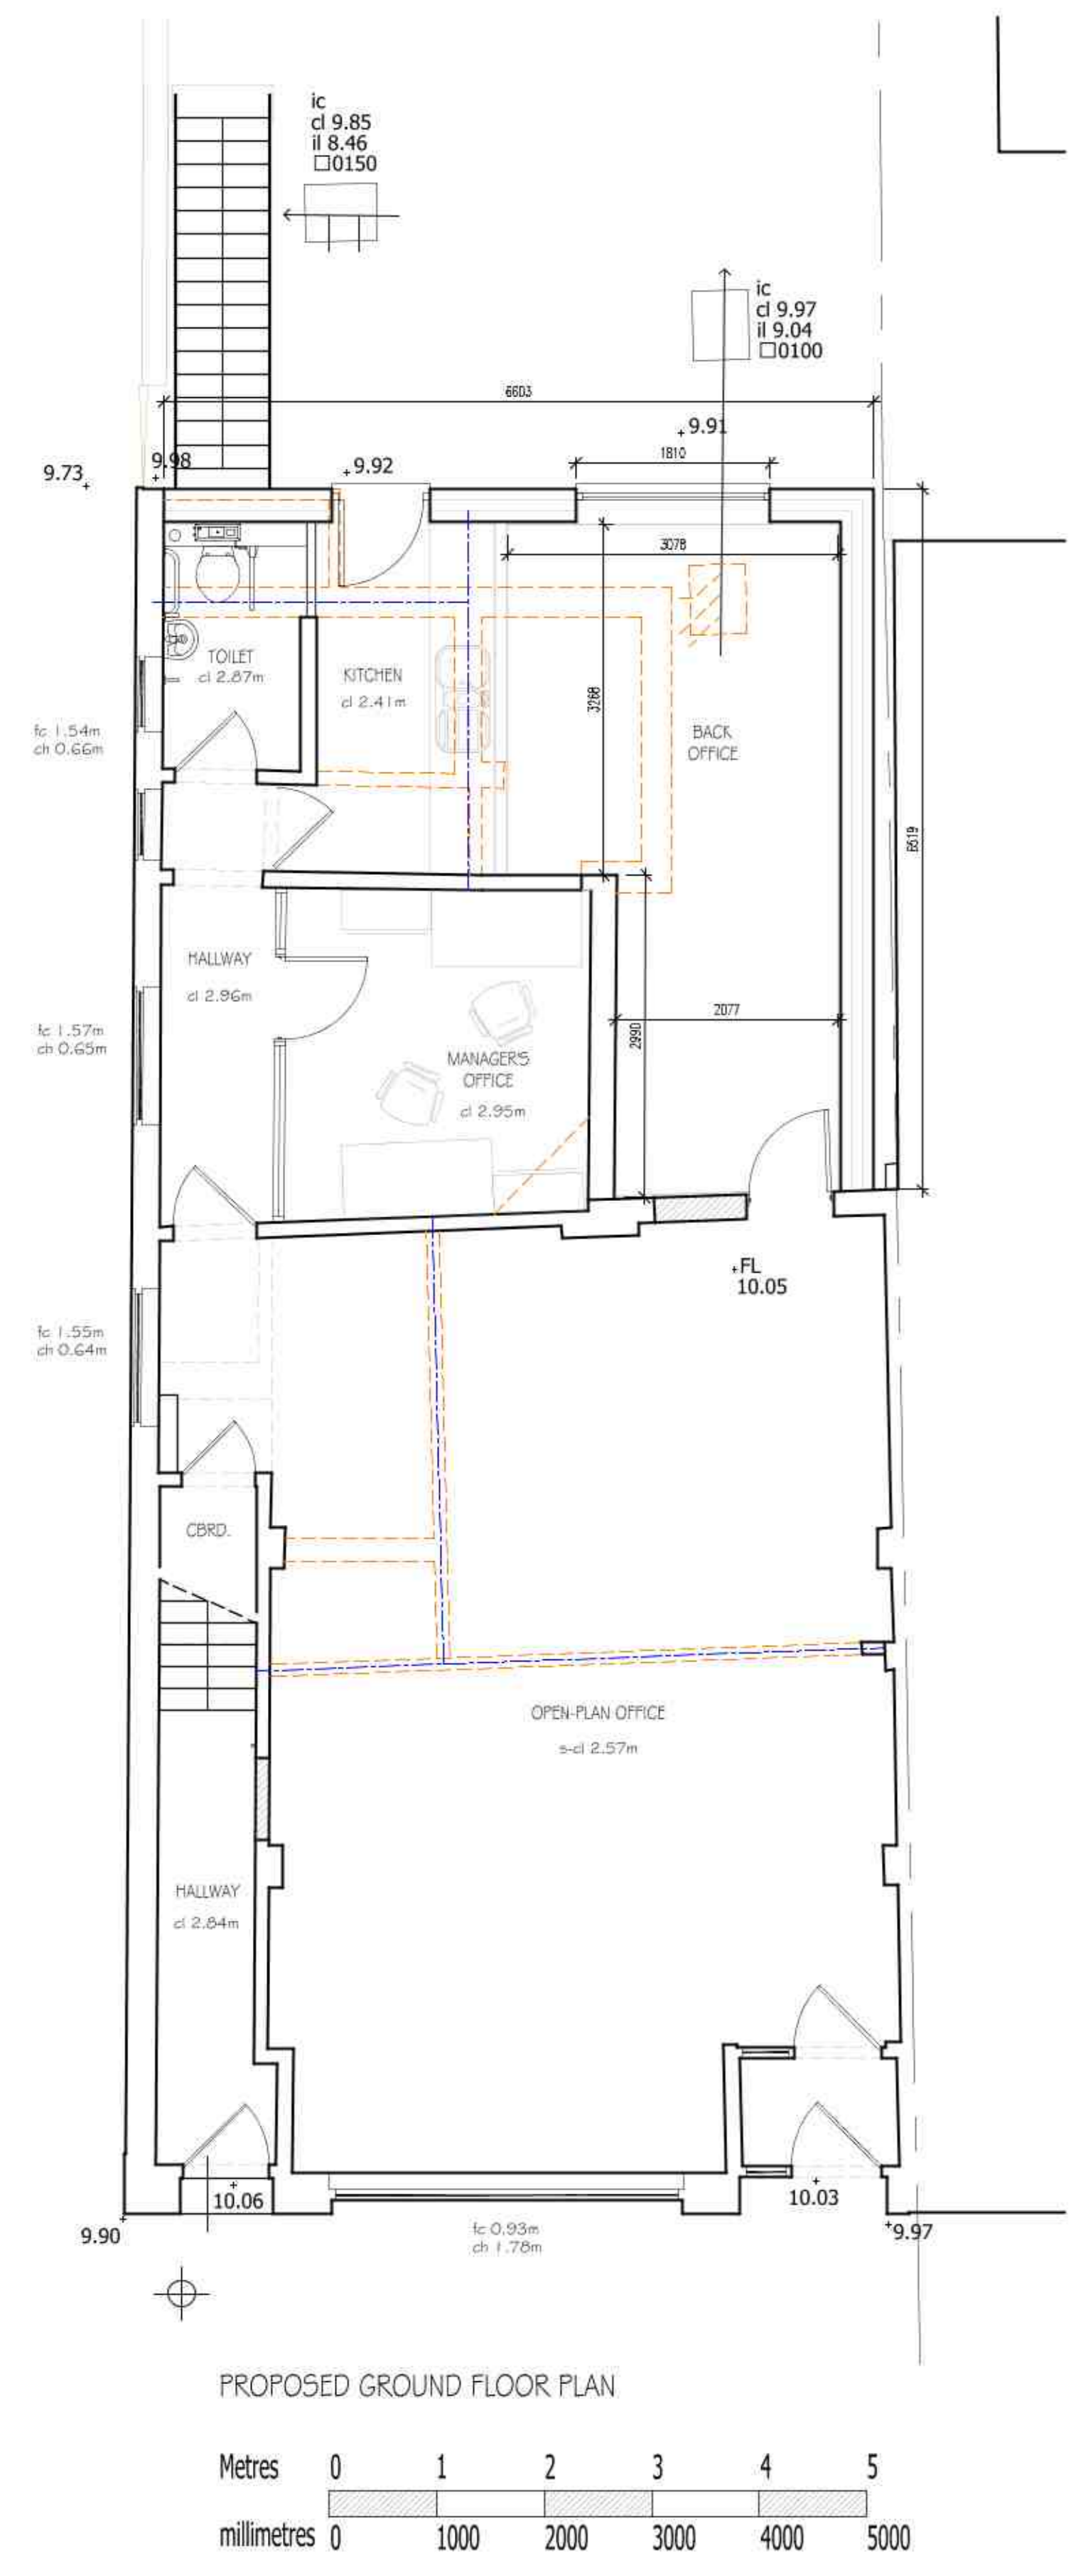 ic
cl 9.85
il 8.46
□0150
ic
cl 9.97
il 9.04
□0100
6603
9.91
1810
9.98
9.92
9.73
3078
TOILET
cl 2.87m
KITCHEN
cl 2.41m
3268
BACK
OFFICE
fc 1.54m
ch 0.66m
6519
HALLWAY
cl 2.96m
2077
2990
fc 1.57m
ch 0.65m
MANAGER'S
OFFICE
cl 2.95m
FL
10.05
fc 1.55m
ch 0.64m
CBRD.
OPEN-PLAN OFFICE
s-cl 2.57m
HALLWAY
cl 2.84m
10.06
10.03
9.90
fc 0.93m
ch 1.78m
9.97
PROPOSED GROUND FLOOR PLAN
Metres 0 1 2 3 4 5
millimetres 0 1000 2000 3000 4000 5000